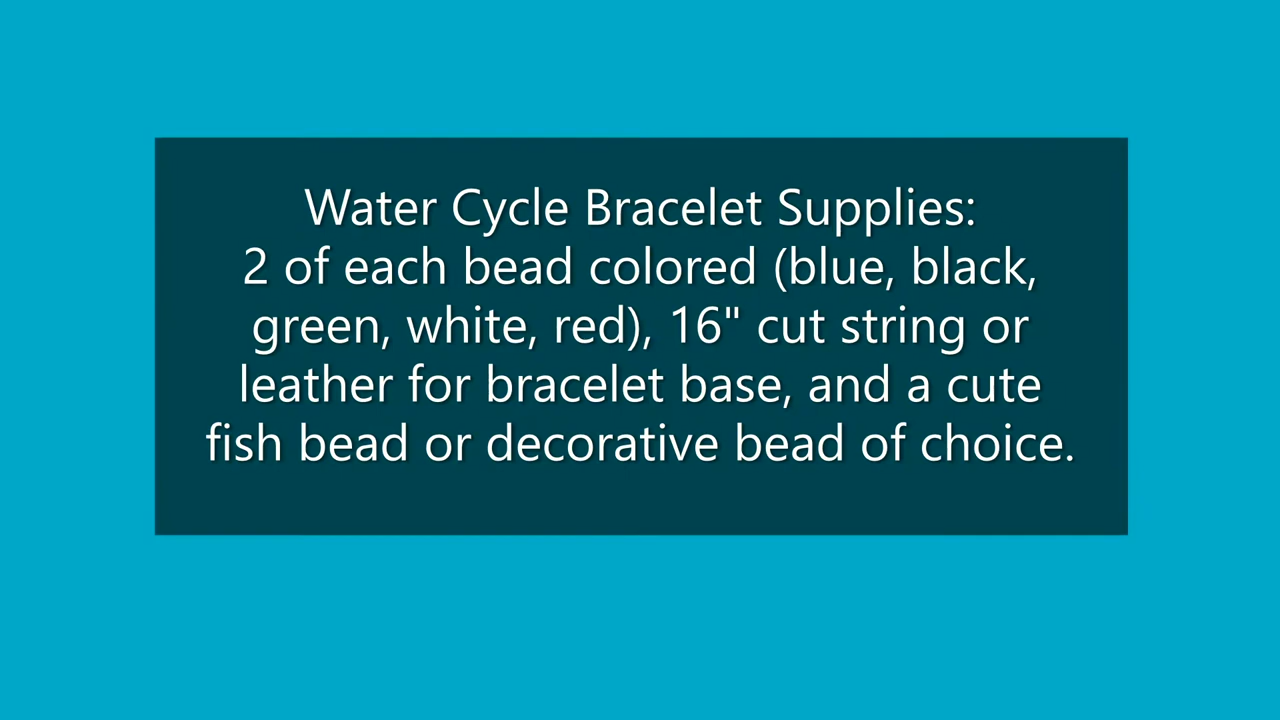 Water Cycle Bracelet Supplies:
2 of each bead colored (blue, black,
green, white, red), 16" cut string or
leather for bracelet base, and a cute
fish bead or decorative bead of choice.